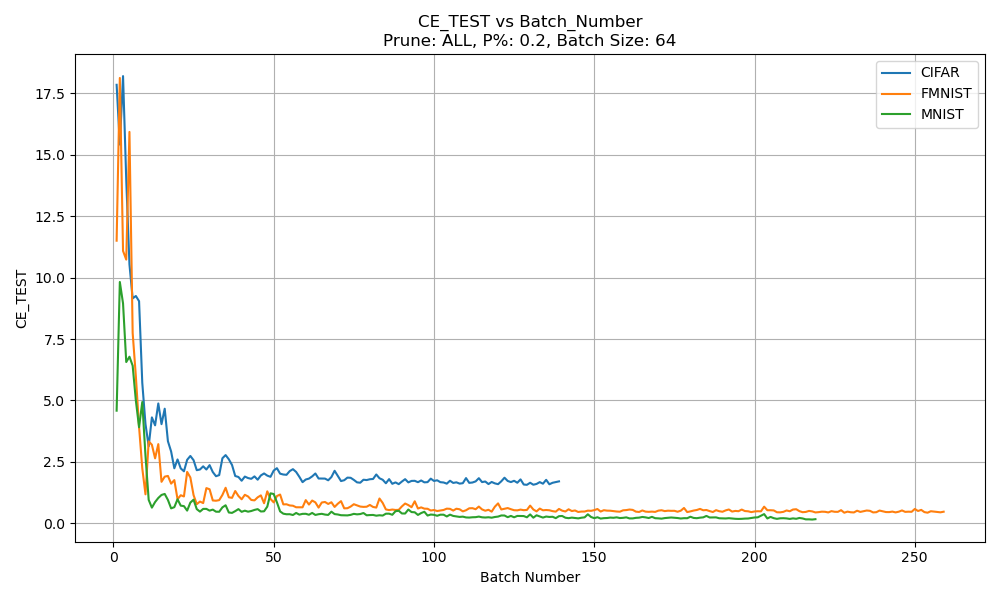 CE_TEST vs Batch_Number
Prune: ALL, P%: 0.2, Batch Size: 64
CIFAR
FMNIST
MNIST
CE_TEST
17.5
15.0
12.5
10.0
7.5
5.0
2.5
0.0
0 50 100 150 200 250
Batch Number